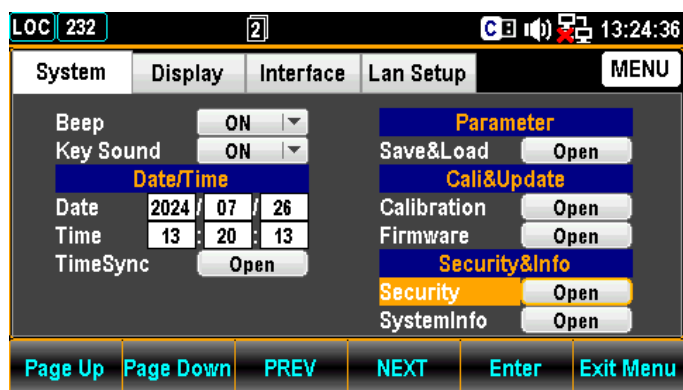 LOC 232 2 C 13:24:36
System Display Interface Lan Setup MENU
Beep ON
Key Sound ON
Date/Time
Date 2024 / 07 / 26
Time 13 : 20 : 13
TimeSync Open
Parameter
Save&Load Open
Cali&Update
Calibration Open
Firmware Open
Security&Info
Security Open
SystemInfo Open
Page Up Page Down PREV NEXT Enter Exit Menu